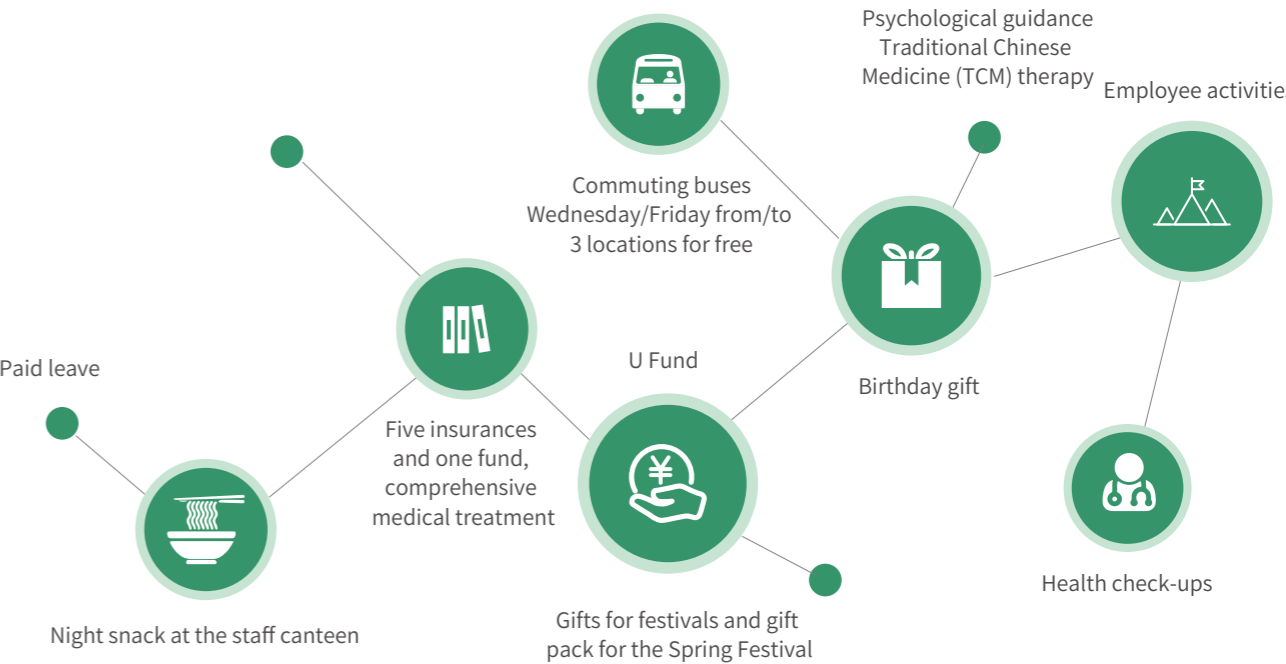 Psychological guidance
Traditional Chinese
Medicine (TCM) therapy
Employee activitie
Commuting buses
Wednesday/Friday from/to
3 locations for free
Paid leave
U Fund
Birthday gift
Five insurances
and one fund,
comprehensive
medical treatment
¥
Health check-ups
Night snack at the staff canteen
Gifts for festivals and gift
pack for the Spring Festival